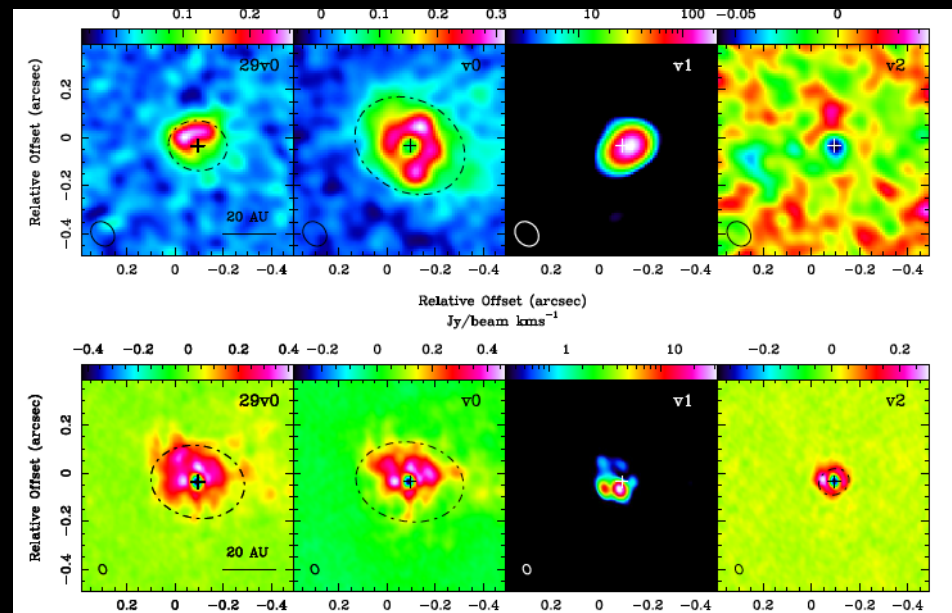 0 0.1 0.2 0 0.1 0.2 0.3 10 100 −0.05 0
Relative Offset (arcsec)
0.2
0
−0.2
−0.4
29v0 v0 v1 v2
20 AU
0.2 0 −0.2 −0.4 0.2 0 −0.2 −0.4 0.2 0 −0.2 −0.4 0.2 0 −0.2 −0.4
Relative Offset (arcsec)
Jy/beam kms−1
−0.4 −0.2 0 0.2 0.4 −0.2 0 0.2 1 10 −0.2 0 0.2
Relative Offset (arcsec)
0.2
0
−0.2
−0.4
29v0 v0 v1 v2
20 AU
0.2 0 −0.2 −0.4 0.2 0 −0.2 −0.4 0.2 0 −0.2 −0.4 0.2 0 −0.2 −0.4